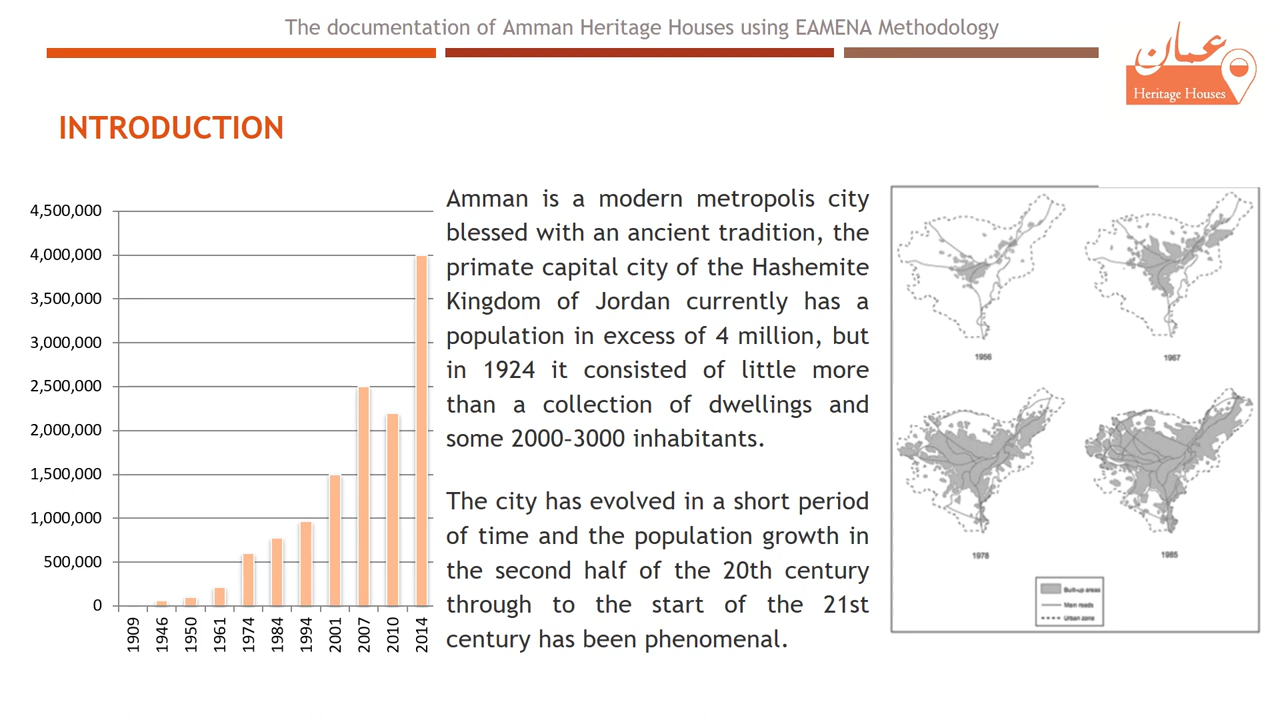 The documentation of Amman Heritage Houses using EAMENA Methodology
عمان
Heritage Houses
INTRODUCTION
4,500,000
4,000,000
3,500,000
3,000,000
2,500,000
2,000,000
1,500,000
1,000,000
500,000
0
1909
1946
1950
1961
1974
1984
1994
2001
2007
2010
2014
Amman is a modern metropolis city
blessed with an ancient tradition, the
primate capital city of the Hashemite
Kingdom of Jordan currently has a
population in excess of 4 million, but
in 1924 it consisted of little more
than a collection of dwellings and
some 2000–3000 inhabitants.
The city has evolved in a short period
of time and the population growth in
the second half of the 20th century
through to the start of the 21st
century has been phenomenal.
1956
1967
1978
1985
Built-up areas
Main roads
Urban zone